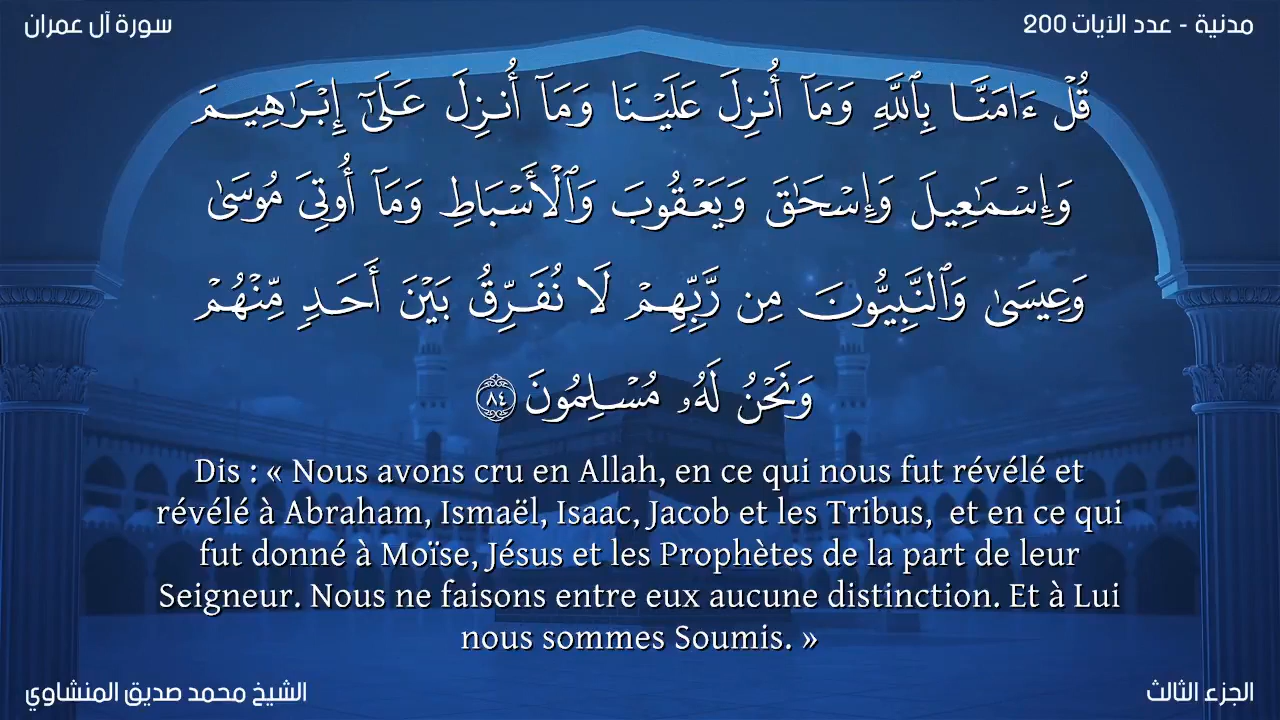 سورة آل عمران
مدنية - عدد الآيات 200
قُلْ ءَامَنَّا بِٱللَّهِ وَمَآ أُنزِلَ عَلَيْنَا وَمَآ أُنزِلَ عَلَىٰٓ إِبْرَٰهِيمَ
وَإِسْمَٰعِيلَ وَإِسْحَٰقَ وَيَعْقُوبَ وَٱلْأَسْبَاطِ وَمَآ أُوتِىَ مُوسَىٰ
وَعِيسَىٰ وَٱلنَّبِيُّونَ مِن رَّبِّهِمْ لَا نُفَرِّقُ بَيْنَ أَحَدٍ مِّنْهُمْ
وَنَحْنُ لَهُۥ مُسْلِمُونَ ٨٤
Dis : « Nous avons cru en Allah, en ce qui nous fut révélé et
révélé à Abraham, Ismaël, Isaac, Jacob et les Tribus, et en ce qui
fut donné à Moïse, Jésus et les Prophètes de la part de leur
Seigneur. Nous ne faisons entre eux aucune distinction. Et à Lui
nous sommes Soumis. »
الشيخ محمد صديق المنشاوي
الجزء الثالث